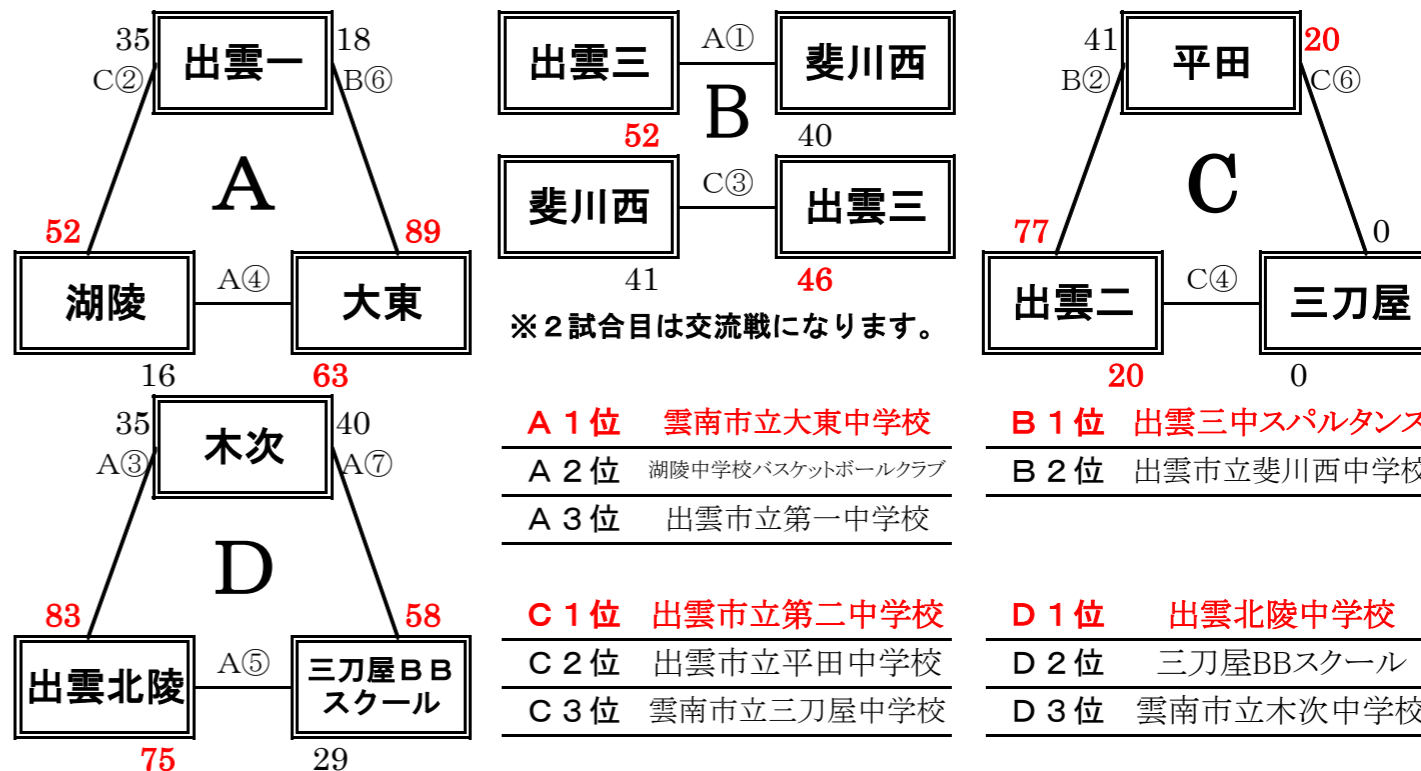 35 出雲一 18
C② B⑥
A
52 89
湖陵 A④ 大東
16 63
出雲三 A① 斐川西
B
52 40
斐川西 C③ 出雲三
41 46
※２試合目は交流戦になります。
41 平田 20
B② C⑥
C
77 0
出雲二 C④ 三刀屋
20 0
35 木次 40
A③ A⑦
D
83 58
出雲北陵 A⑤ 三刀屋ＢＢ
スクール
75 29
Ａ１位 雲南市立大東中学校
Ａ２位 湖陵中学校バスケットボールクラブ
Ａ３位 出雲市立第一中学校
Ｂ１位 出雲三中スパルタンズ
Ｂ２位 出雲市立斐川西中学校
Ｃ１位 出雲市立第二中学校
Ｃ２位 出雲市立平田中学校
Ｃ３位 雲南市立三刀屋中学校
Ｄ１位 出雲北陵中学校
Ｄ２位 三刀屋BBスクール
Ｄ３位 雲南市立木次中学校